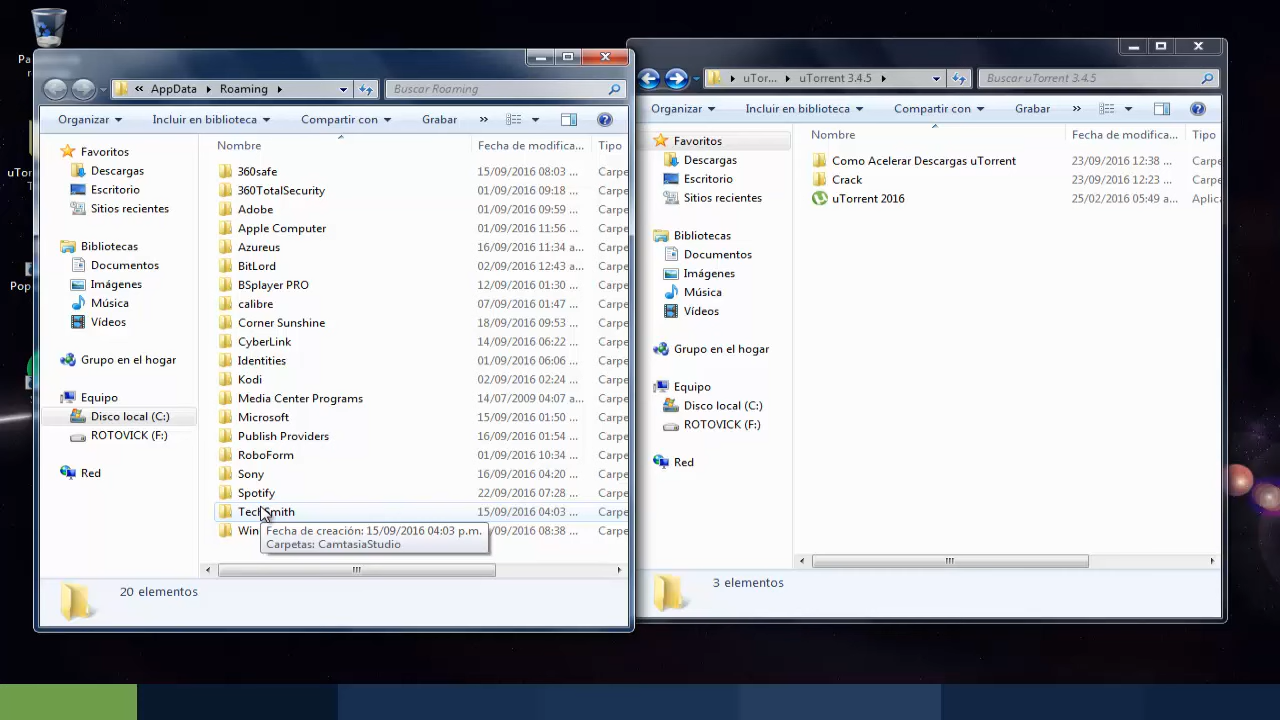 Pa
uTor
Pop
AppData
Roaming
Buscar Roaming
Organizar
Incluir en biblioteca
Compartir con
Grabar
»
Favoritos
Descargas
Escritorio
Sitios recientes
Bibliotecas
Documentos
Imágenes
Música
Vídeos
Grupo en el hogar
Equipo
Disco local (C:)
ROTOVICK (F:)
Red
Nombre
Fecha de modifica...
Tipo
360safe 15/09/2016 08:03 ... Carpe
360TotalSecurity 01/09/2016 09:18 ... Carpe
Adobe 01/09/2016 09:59 ... Carpe
Apple Computer 01/09/2016 11:56 ... Carpe
Azureus 16/09/2016 11:34 a... Carpe
BitLord 02/09/2016 12:43 a... Carpe
BSplayer PRO 12/09/2016 01:30 ... Carpe
calibre 07/09/2016 01:47 ... Carpe
Corner Sunshine 18/09/2016 09:53 ... Carpe
CyberLink 14/09/2016 06:22 ... Carpe
Identities 01/09/2016 06:06 ... Carpe
Kodi 02/09/2016 02:24 ... Carpe
Media Center Programs 14/07/2009 04:07 a... Carpe
Microsoft 15/09/2016 01:50 ... Carpe
Publish Providers 16/09/2016 01:54 ... Carpe
RoboForm 01/09/2016 10:34 ... Carpe
Sony 16/09/2016 04:20 ... Carpe
Spotify 22/09/2016 07:28 ... Carpe
TechSmith 15/09/2016 04:03 ... Carpe
Win /09/2016 08:38 ... Carpe
Fecha de creación: 15/09/2016 04:03 p.m.
Carpetas: CamtasiaStudio
20 elementos
uTor...
uTorrent 3.4.5
Buscar uTorrent 3.4.5
Organizar
Incluir en biblioteca
Compartir con
Grabar
»
Favoritos
Descargas
Escritorio
Sitios recientes
Bibliotecas
Documentos
Imágenes
Música
Vídeos
Grupo en el hogar
Equipo
Disco local (C:)
ROTOVICK (F:)
Red
Nombre
Fecha de modifica...
Tipo
Como Acelerar Descargas uTorrent 23/09/2016 12:38 ... Carpe
Crack 23/09/2016 12:23 ... Carpe
uTorrent 2016 25/02/2016 05:49 a... Aplica
3 elementos